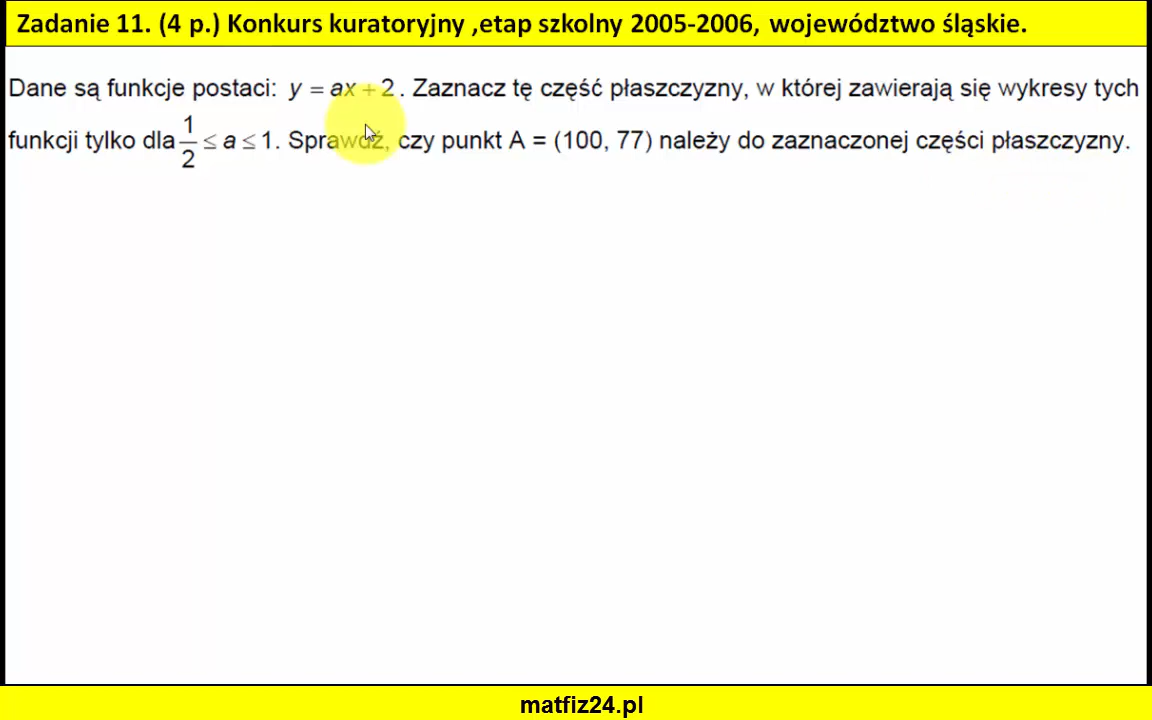 Zadanie 11. (4 p.) Konkurs kuratoryjny ,etap szkolny 2005-2006, województwo śląskie.
Dane są funkcje postaci: y = ax + 2. Zaznacz tę część płaszczyzny, w której zawierają się wykresy tych
funkcji tylko dla 1/2 ≤ a ≤ 1. Sprawdź, czy punkt A = (100, 77) należy do zaznaczonej części płaszczyzny.
matfiz24.pl